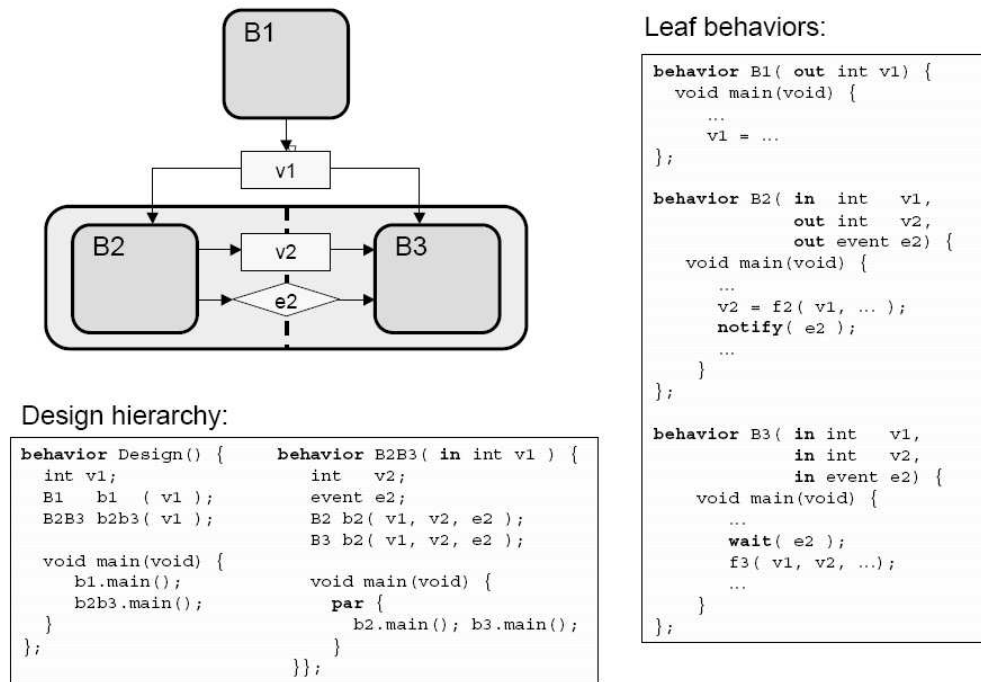 B1
v1
B2
v2
B3
e2
Leaf behaviors:
behavior B1( out int v1) {
void main(void) {
...
v1 = ...
};
behavior B2( in int v1,
out int v2,
out event e2) {
void main(void) {
...
v2 = f2( v1, ... );
notify( e2 );
...
}
};
behavior B3( in int v1,
in int v2,
in event e2) {
void main(void) {
...
wait( e2 );
f3( v1, v2, ...);
...
}
};
Design hierarchy:
behavior Design() {
int v1;
B1 b1 ( v1 );
B2B3 b2b3( v1 );
void main(void) {
b1.main();
b2b3.main();
}
};
behavior B2B3( in int v1 ) {
int v2;
event e2;
B2 b2( v1, v2, e2 );
B3 b2( v1, v2, e2 );
void main(void) {
par {
b2.main(); b3.main();
}
}};